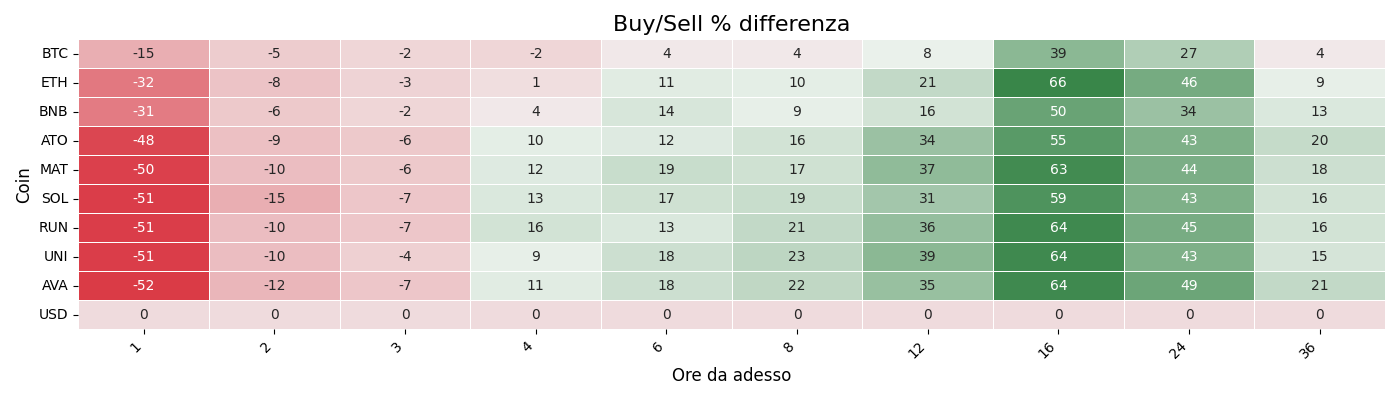 Buy/Sell % differenza
Coin
BTC -15 -5 -2 -2 4 4 8 39 27 4
ETH -32 -8 -3 1 11 10 21 66 46 9
BNB -31 -6 -2 4 14 9 16 50 34 13
ATO -48 -9 -6 10 12 16 34 55 43 20
MAT -50 -10 -6 12 19 17 37 63 44 18
SOL -51 -15 -7 13 17 19 31 59 43 16
RUN -51 -10 -7 16 13 21 36 64 45 16
UNI -51 -10 -4 9 18 23 39 64 43 15
AVA -52 -12 -7 11 18 22 35 64 49 21
USD 0 0 0 0 0 0 0 0 0 0
1 2 3 4 6 8 12 16 24 36
Ore da adesso